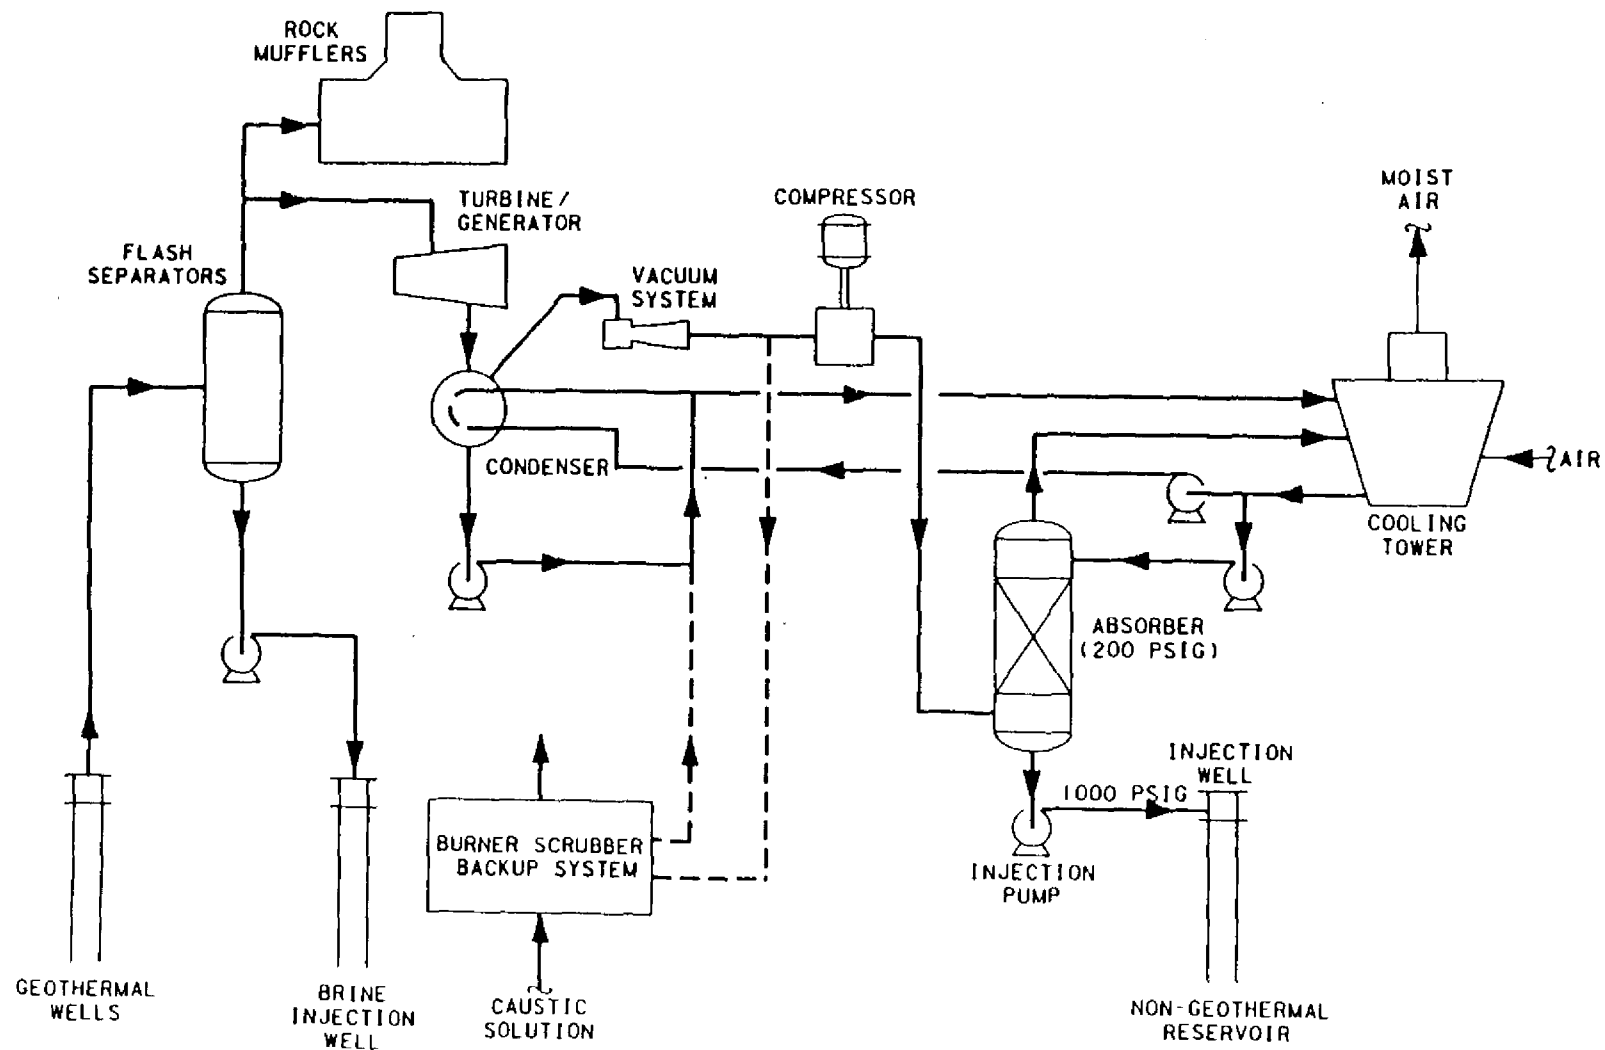 ROCK
MUFFLERS
MOIST
AIR
COMPRESSOR
TURBINE/
GENERATOR
FLASH
SEPARATORS
VACUUM
SYSTEM
AIR
CONDENSER
COOLING
TOWER
ABSORBER
(200 PSIG)
INJECTION
WELL
1000 PSIG
BURNER SCRUBBER
BACKUP SYSTEM
INJECTION
PUMP
GEOTHERMAL
WELLS
BRINE
INJECTION
WELL
CAUSTIC
SOLUTION
NON-GEOTHERMAL
RESERVOIR